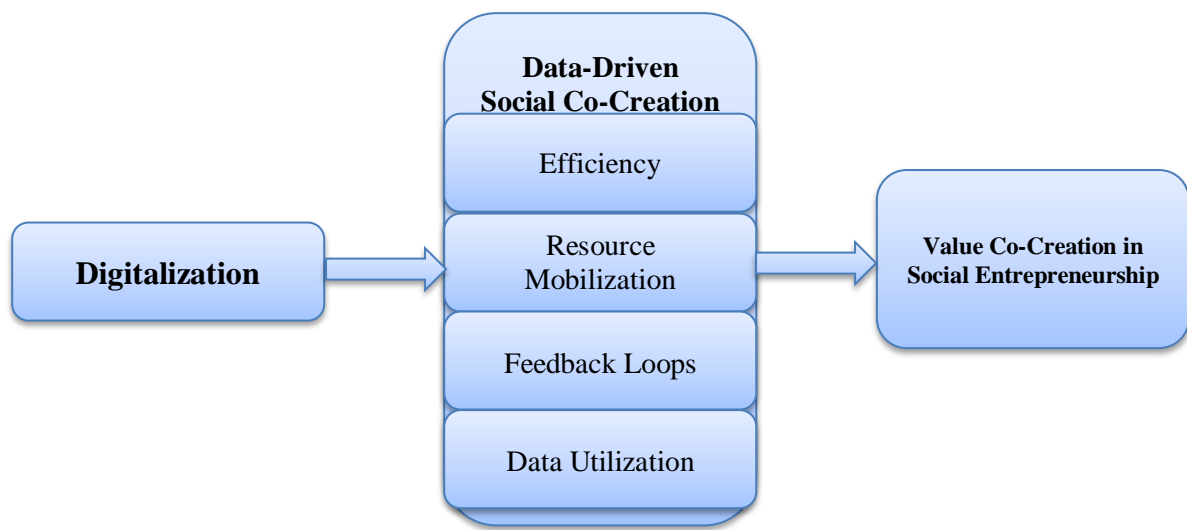 Digitalization
Data-Driven
Social Co-Creation
Efficiency
Resource
Mobilization
Feedback Loops
Data Utilization
Value Co-Creation in
Social Entrepreneurship